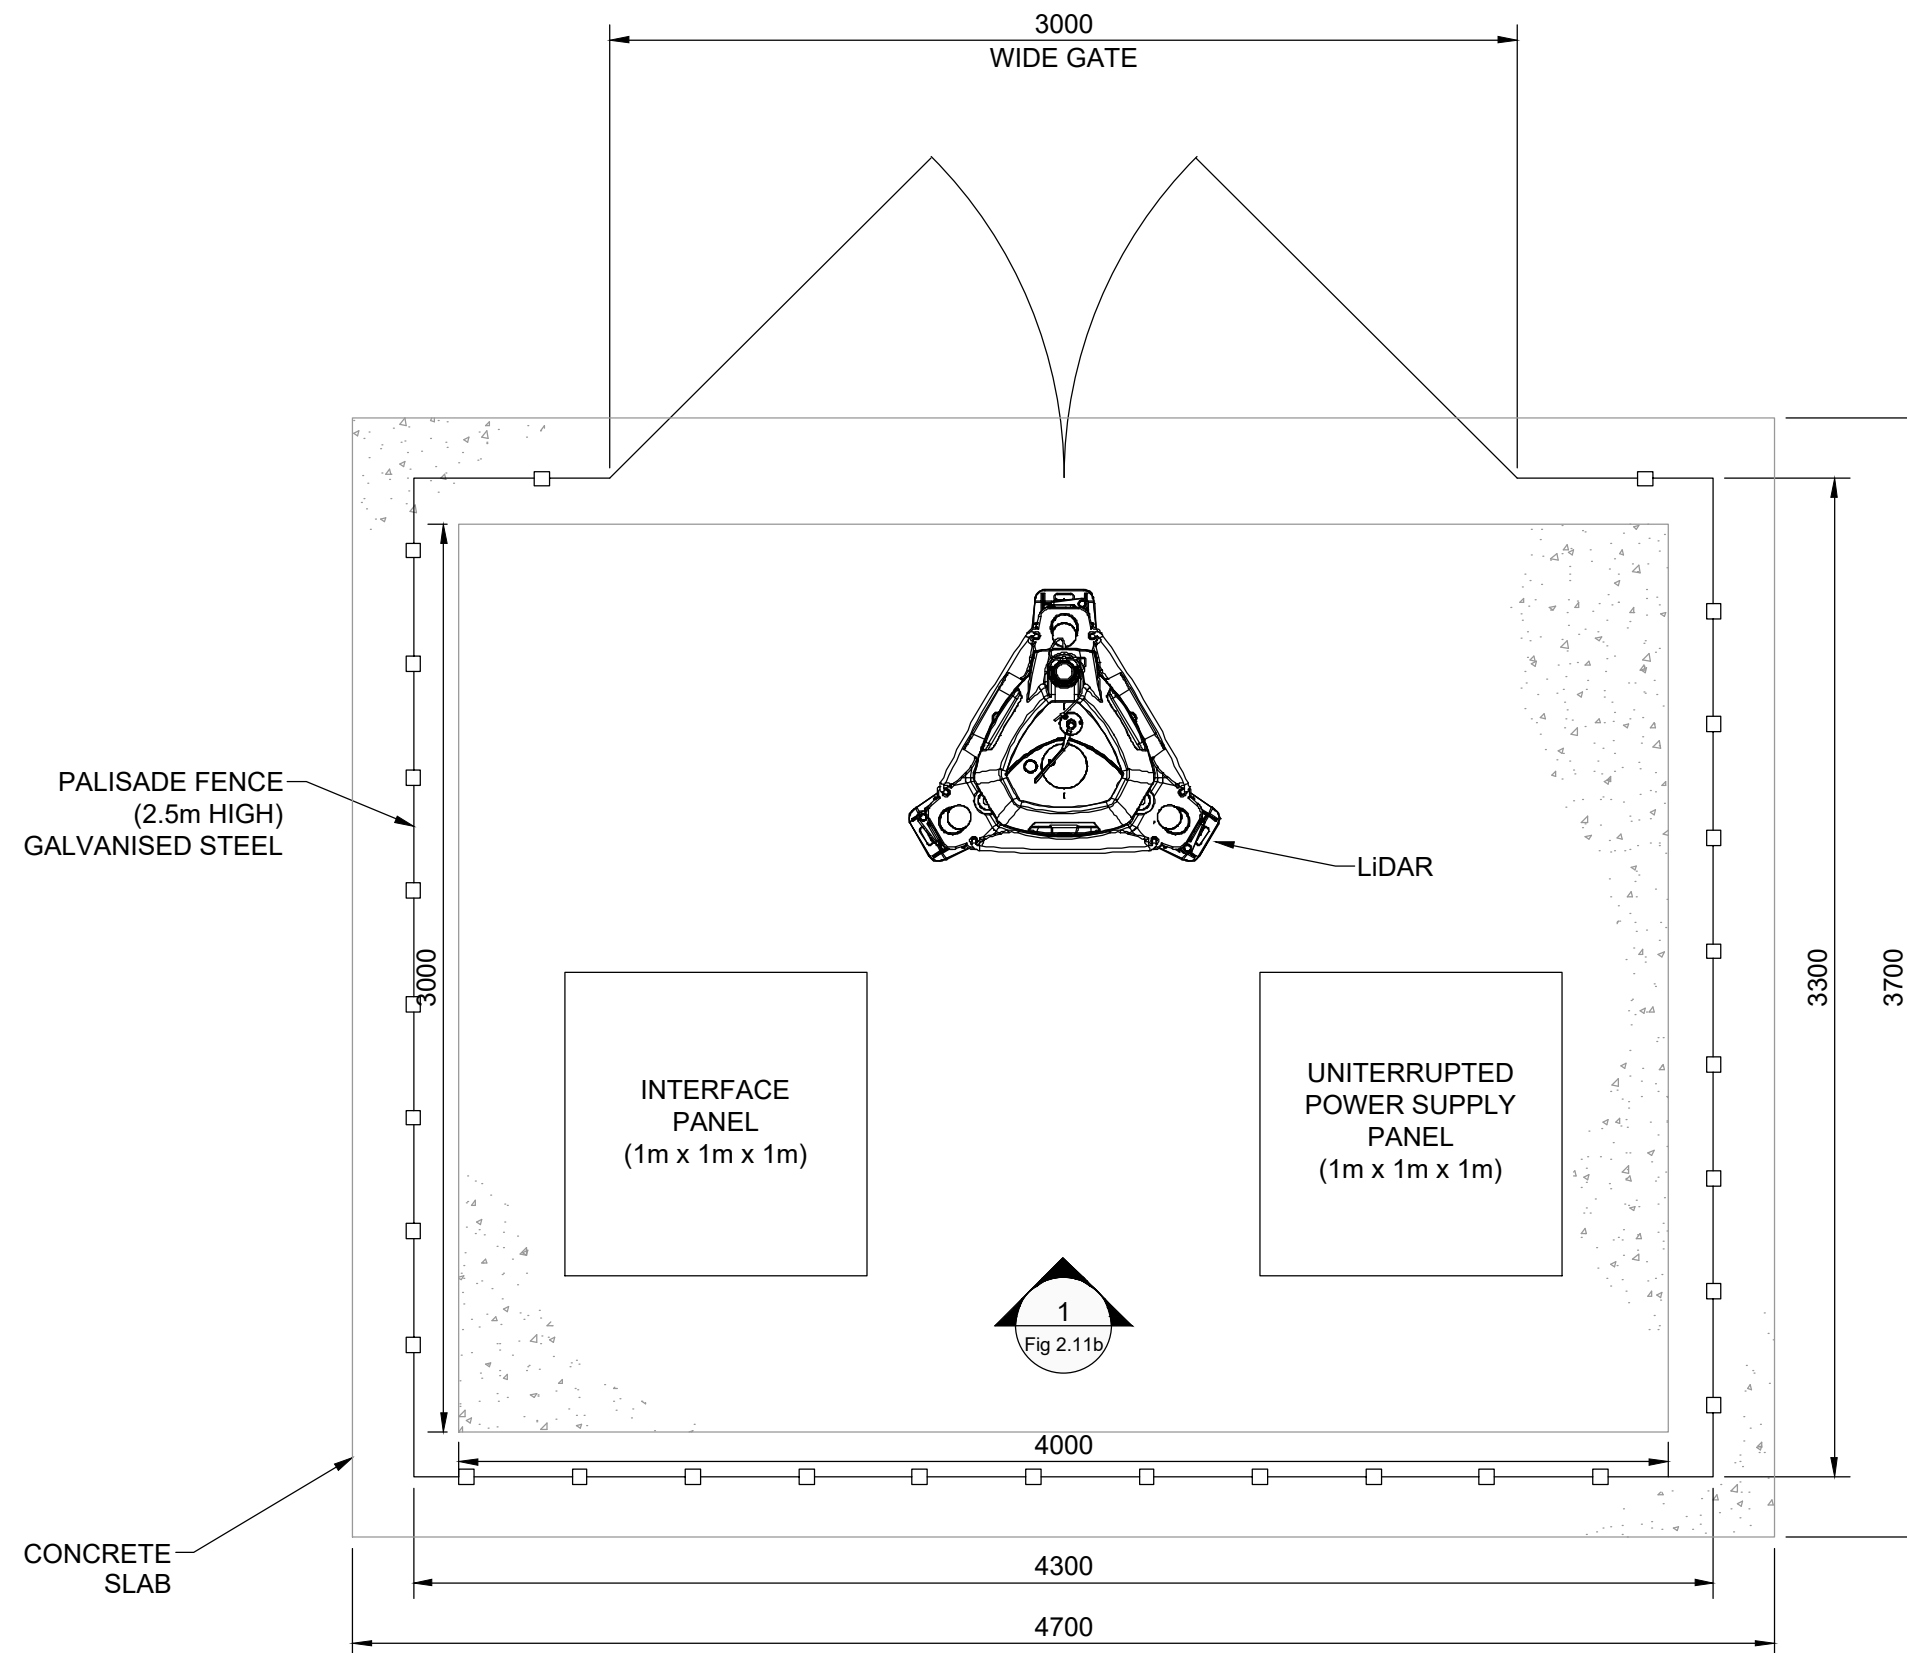 3000
WIDE GATE
PALISADE FENCE
(2.5m HIGH)
GALVANISED STEEL
LiDAR
3000
3300
3700
INTERFACE
PANEL
(1m x 1m x 1m)
UNITERRUPTED
POWER SUPPLY
PANEL
(1m x 1m x 1m)
1
Fig 2.11b
4000
CONCRETE
SLAB
4300
4700